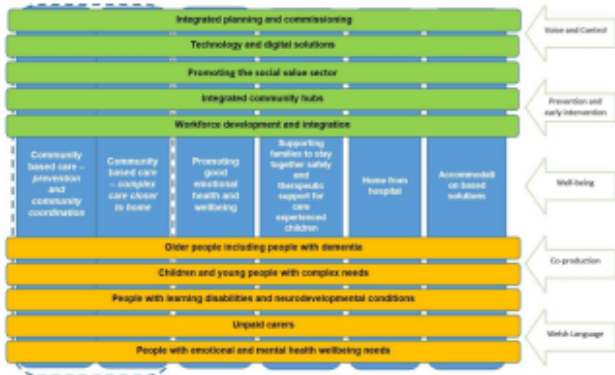 Integrated planning and commissioning
Technology and digital solutions
Promoting the social value sector
Integrated community hubs
Workforce development and integration
Community
based care –
prevention
and
community
coordination
Community
based care
– complex
care closer
to home
Promoting
good
emotional
health and
wellbeing
Supporting
families to stay
together safely
and
therapeutic
support for
care
experienced
children
Home from
hospital
Accommodati
on based
solutions
Older people including people with dementia
Children and young people with complex needs
People with learning disabilities and neurodevelopmental conditions
Unpaid carers
People with emotional and mental health wellbeing needs
Voice and Control
Prevention and
early intervention
Well-being
Co-production
Welsh Language